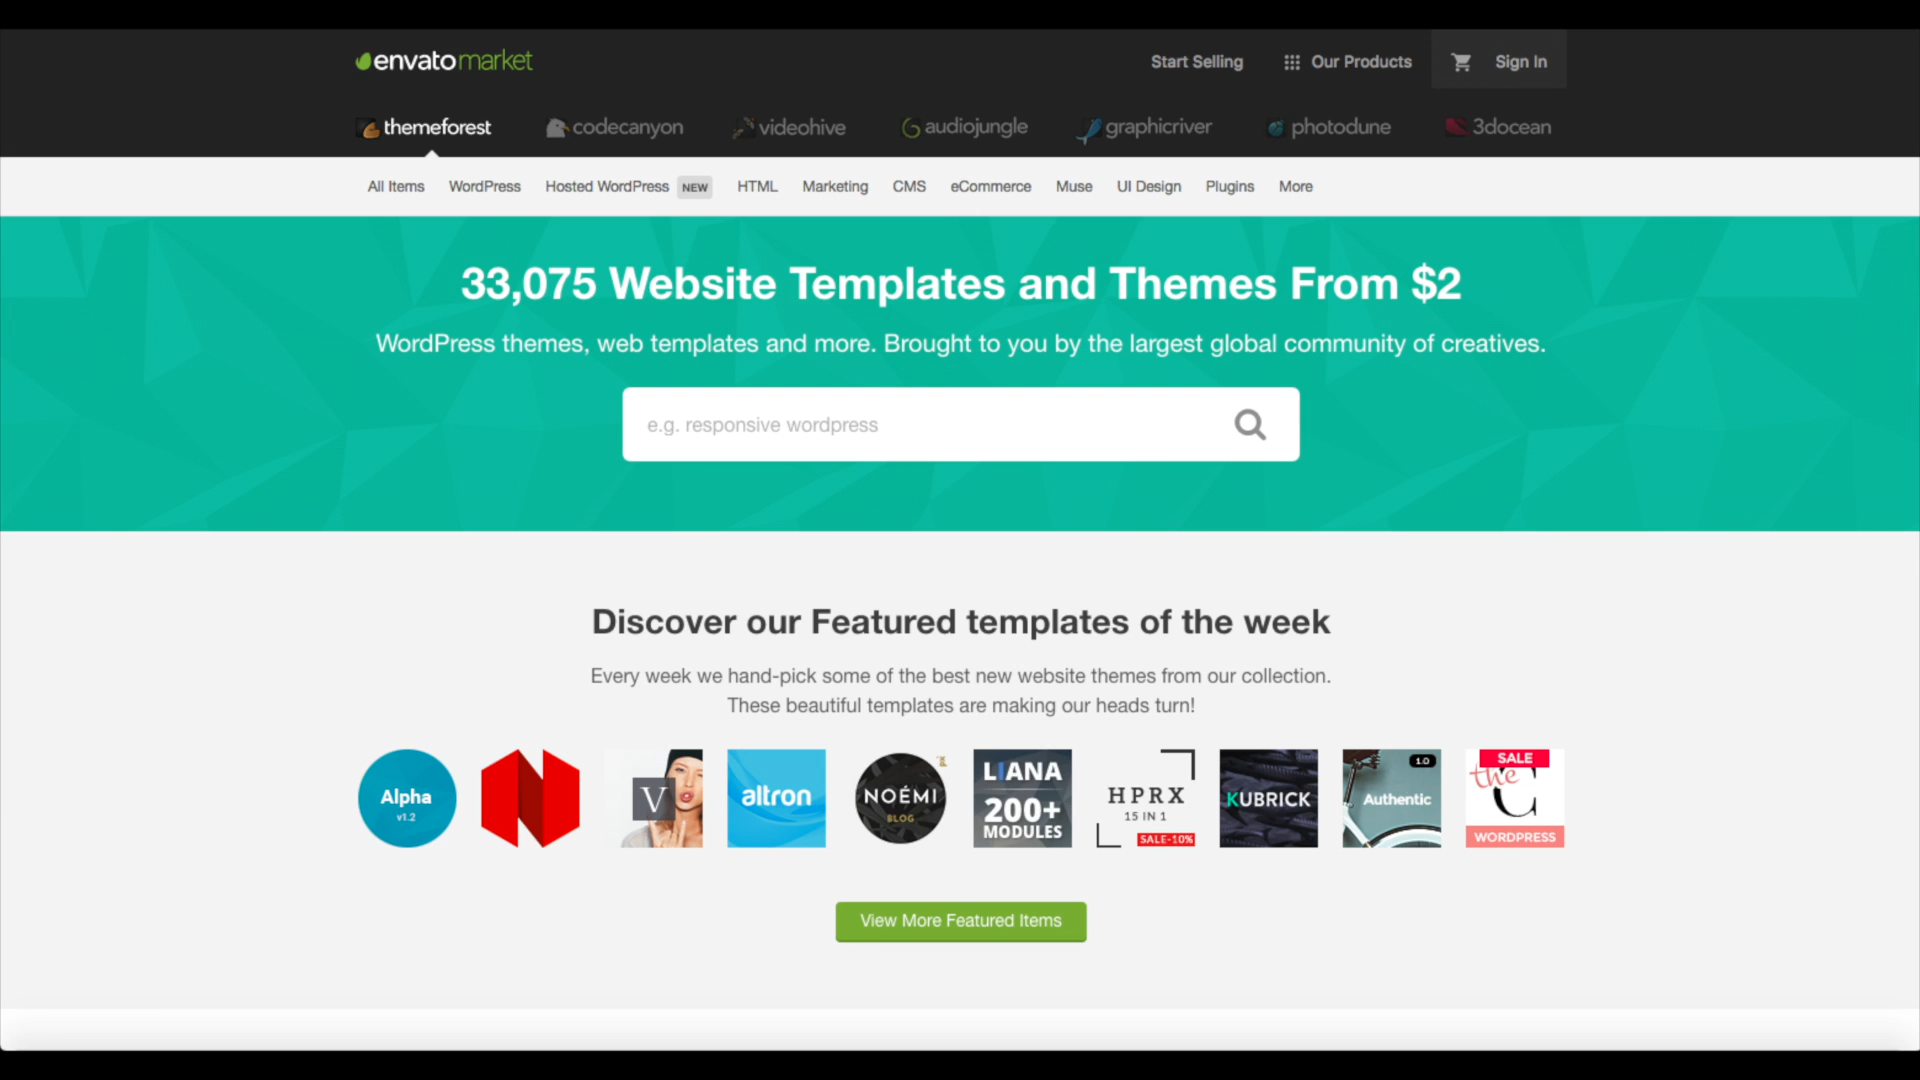 envatomarket
Start Selling
Our Products
Sign In
themeforest
codecanyon
videohive
audiojungle
graphicriver
photodune
3docean
All Items
WordPress
Hosted WordPress NEW
HTML
Marketing
CMS
eCommerce
Muse
UI Design
Plugins
More
33,075 Website Templates and Themes From $2
WordPress themes, web templates and more. Brought to you by the largest global community of creatives.
e.g. responsive wordpress
Discover our Featured templates of the week
Every week we hand-pick some of the best new website themes from our collection.
These beautiful templates are making our heads turn!
Alpha
v1.2
N
V
altron
NOÉMI
BLOG
LIANA
200+
MODULES
HPRX
15 IN 1
SALE-10%
KUBRICK
1.0
Authentic
SALE
the
C
WORDPRESS
View More Featured Items